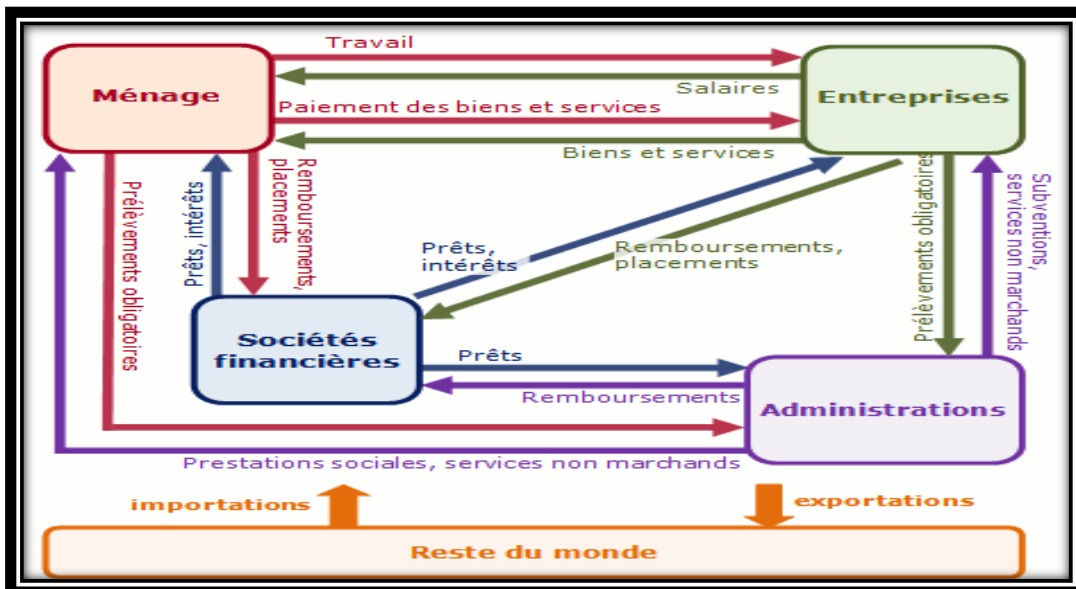 Travail
Ménage
Salaires
Entreprises
Paiement des biens et services
Biens et services
Prélèvements obligatoires
Prêts, intérêts
Remboursements,
placements
Prêts,
intérêts
Remboursements,
placements
Prélèvements obligatoires
Subventions,
services non marchands
Sociétés
financières
Prêts
Remboursements
Administrations
Prestations sociales, services non marchands
importations
exportations
Reste du monde